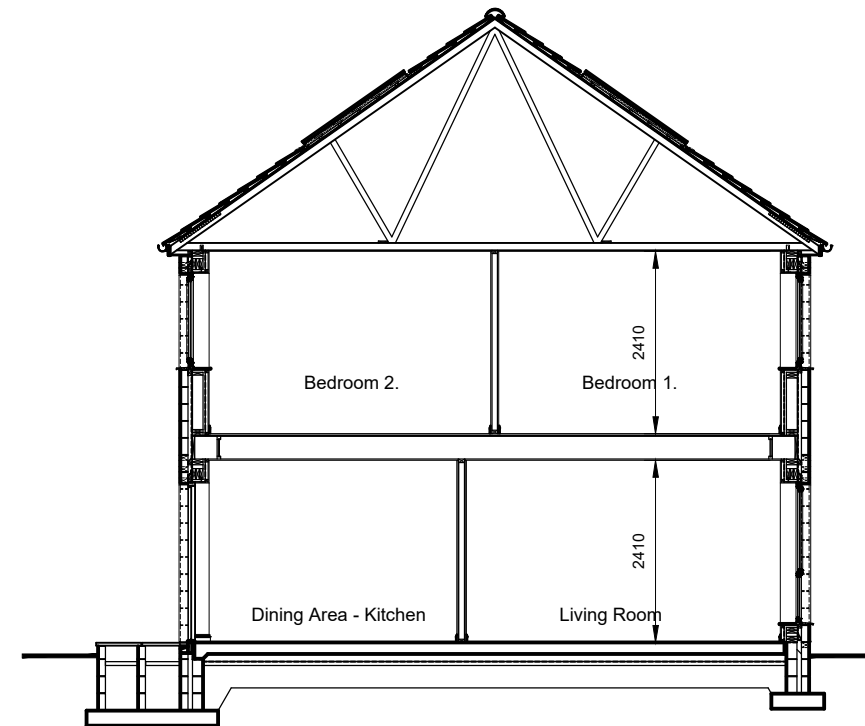 2410
Bedroom 2.
Bedroom 1.
2410
Dining Area - Kitchen
Living Room